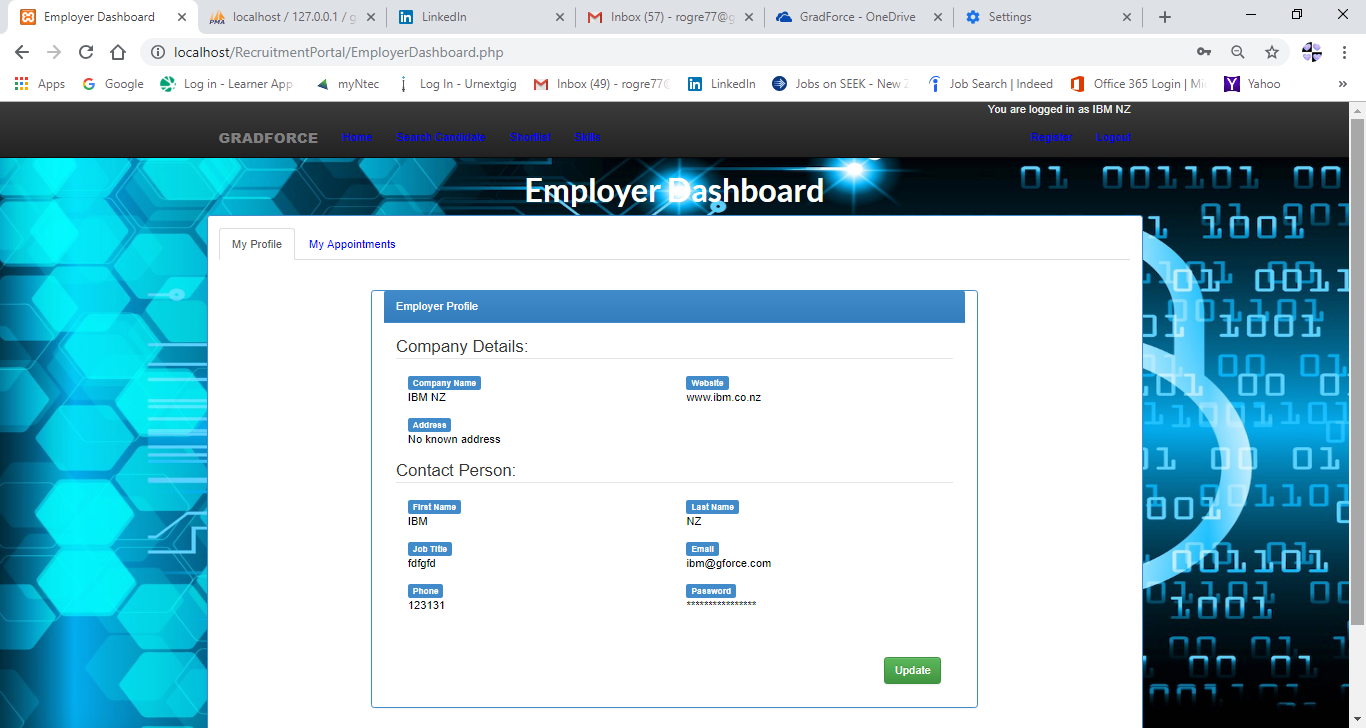 Employer Dashboard
localhost / 127.0.0.1 / g
LinkedIn
Inbox (57) - rogre77@g
GradForce - OneDrive
Settings
localhost/RecruitmentPortal/EmployerDashboard.php
Apps
Google
Log in - Learner App
myNtec
Log In - Urnextgig
Inbox (49) - rogre77@
LinkedIn
Jobs on SEEK - New Z
Job Search | Indeed
Office 365 Login | Mi
Yahoo
You are logged in as IBM NZ
GRADFORCE Home Search Candidate Shortlist Skills Register Logout
Employer Dashboard
My Profile My Appointments
Employer Profile
Company Details:
Company Name Website
IBM NZ www.ibm.co.nz
Address
No known address
Contact Person:
First Name Last Name
IBM NZ
Job Title Email
fdfgfd ibm@gforce.com
Phone Password
123131 ****************
Update